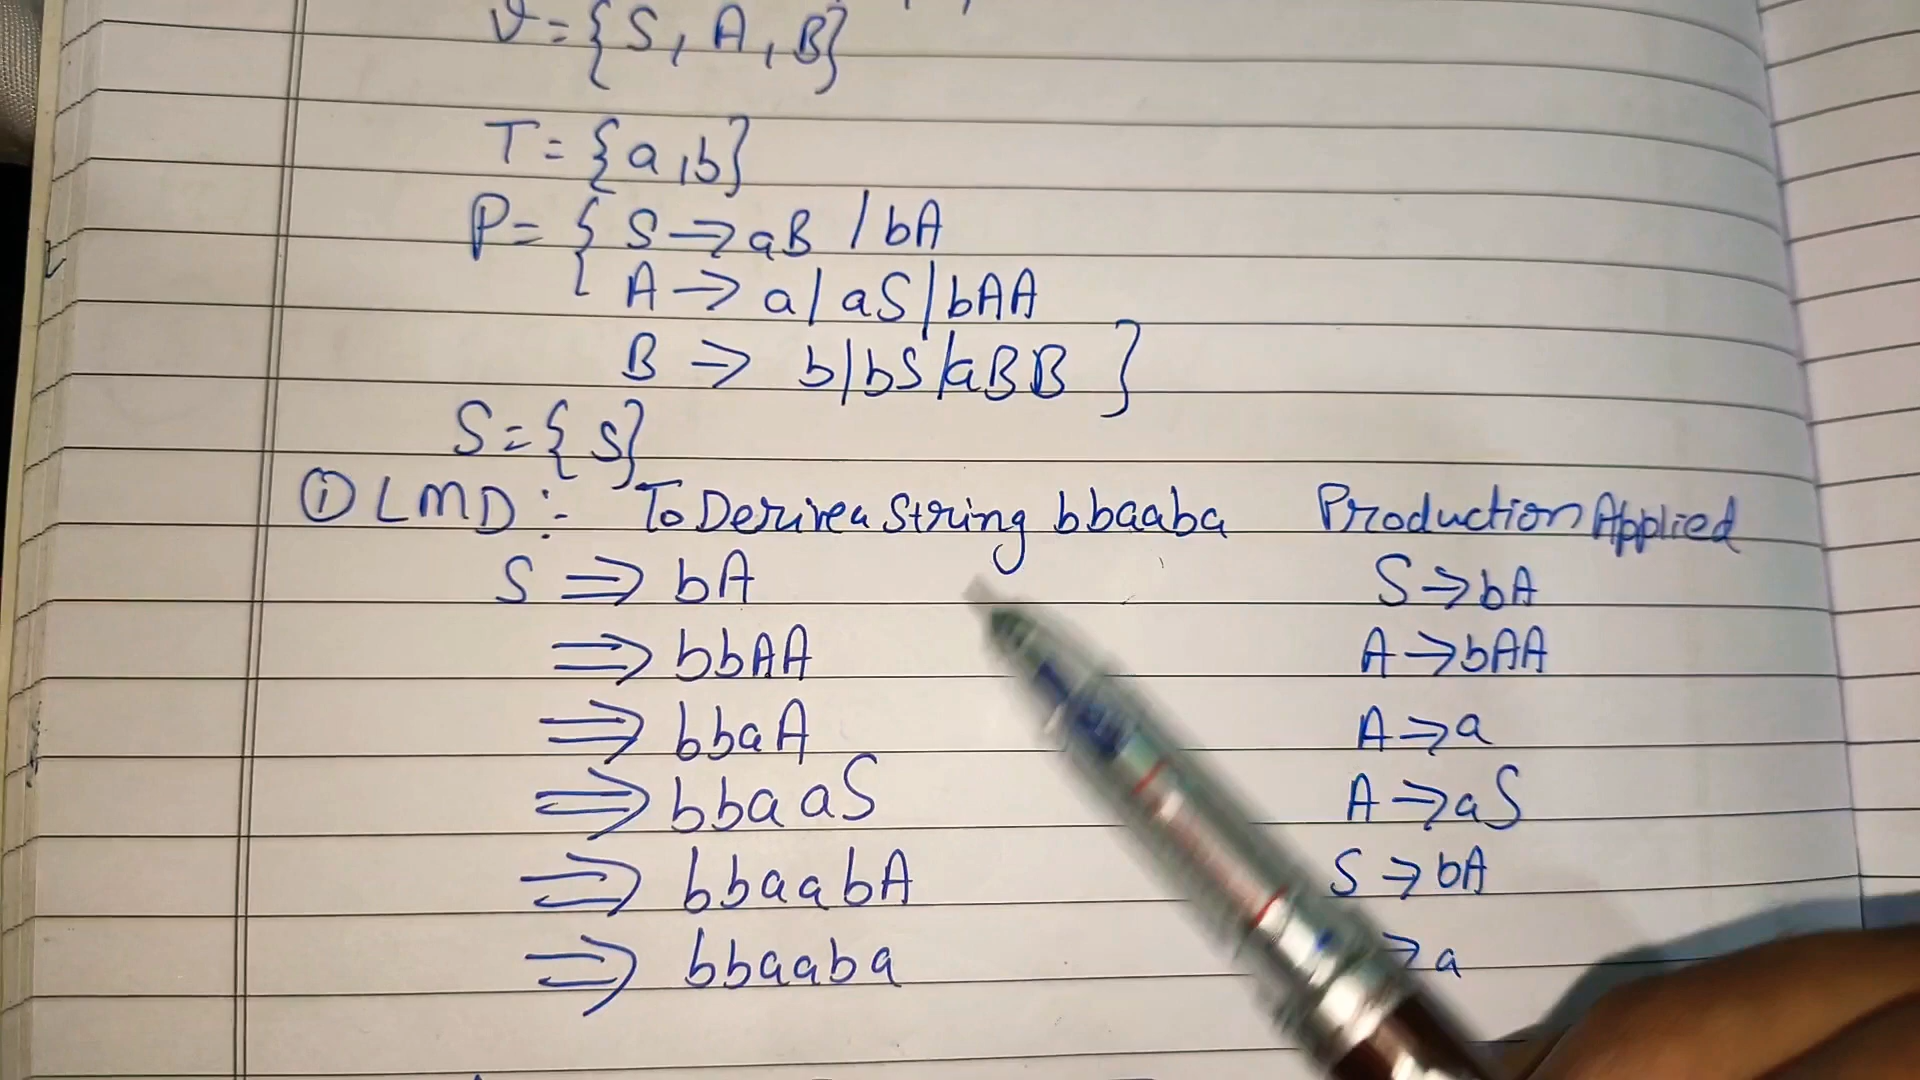 V={S,A,B}
T={a,b}
P={S→aB/bA
A→a/aS/bAA
B→b/bS/aBB}
S={S}
① LMD:- To Derive a String bbaaba Production Applied
S⇒bA S→bA
⇒bbAA A→bAA
⇒bbaA A→a
⇒bbaaS A→aS
⇒bbaabA S→bA
⇒bbaaba →a